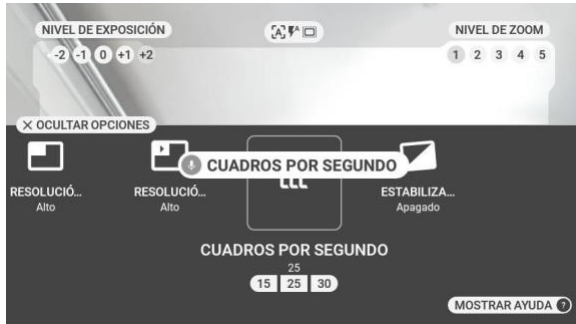 NIVEL DE EXPOSICIÓN
-2 -1 0 +1 +2
[A] A
NIVEL DE ZOOM
1 2 3 4 5
× OCULTAR OPCIONES
CUADROS POR SEGUNDO
RESOLUCIÓ...
Alto
RESOLUCIÓ...
Alto
ESTABILIZA...
Apagado
CUADROS POR SEGUNDO
25
15 25 30
MOSTRAR AYUDA ?